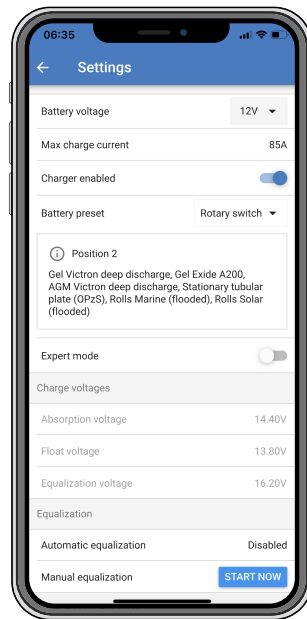 06:35
Settings
Battery voltage 12V
Max charge current 85A
Charger enabled
Battery preset Rotary switch
Position 2
Gel Victron deep discharge, Gel Exide A200,
AGM Victron deep discharge, Stationary tubular
plate (OPzS), Rolls Marine (flooded), Rolls Solar
(flooded)
Expert mode
Charge voltages
Absorption voltage 14.40V
Float voltage 13.80V
Equalization voltage 16.20V
Equalization
Automatic equalization Disabled
Manual equalization START NOW